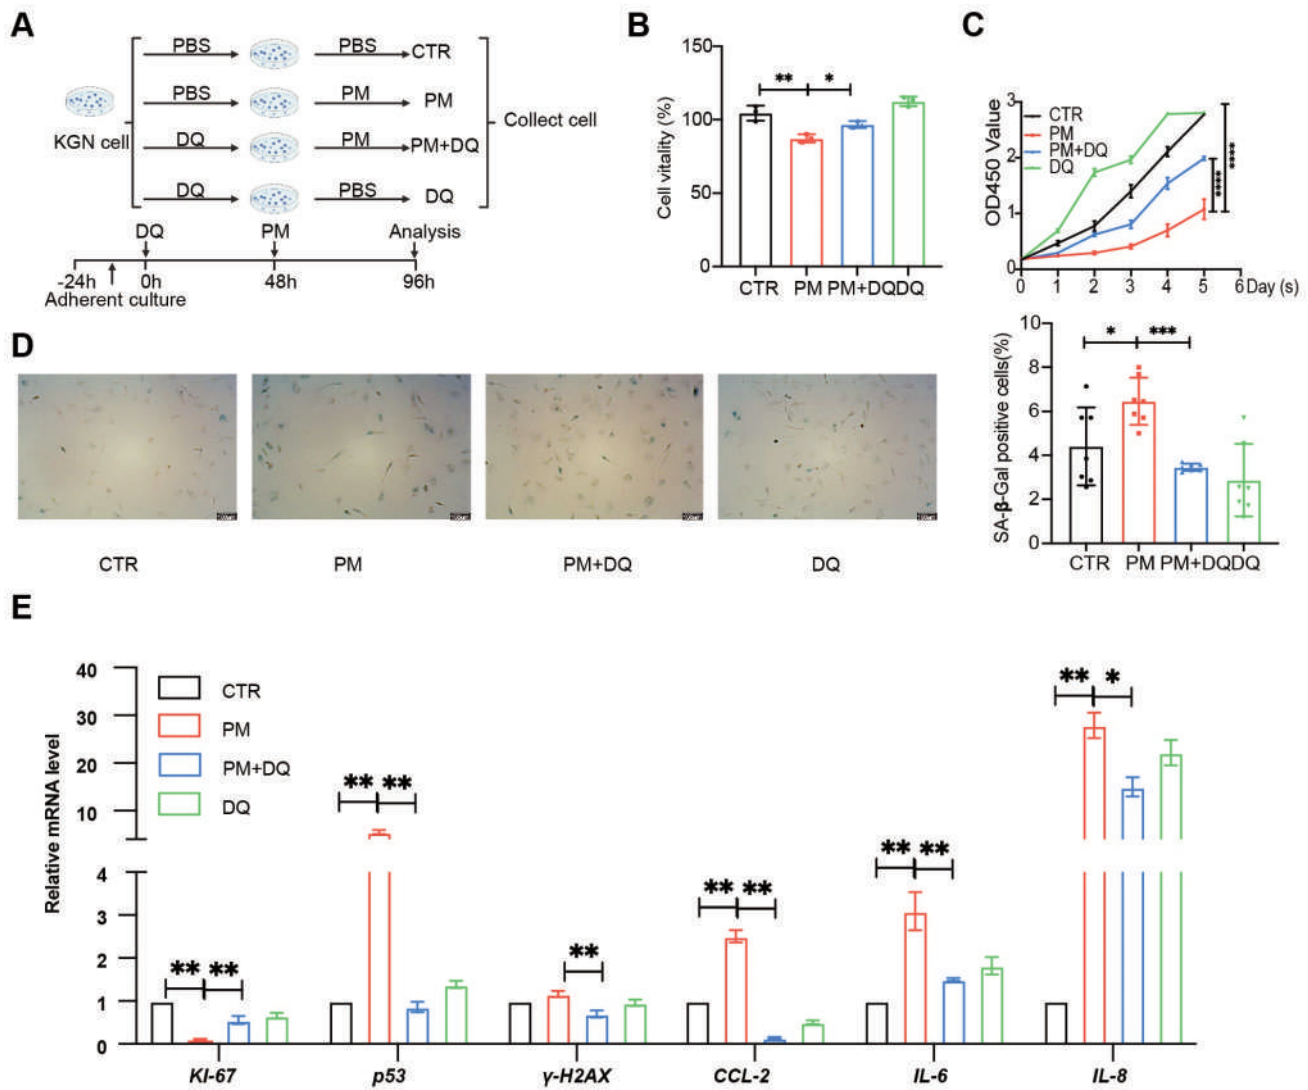 A
PBS PBS CTR
PBS PM PM
KGN cell Collect cell
DQ PM PM+DQ
DQ PBS DQ
DQ PM Analysis
-24h 0h 48h 96h
Adherent culture
B
Cell vitality (%)
150
100
50
0
** *
CTR PM PM+DQ DQ
C
OD450 Value
3
2
1
0
CTR
PM
PM+DQ
DQ
****
****
0 1 2 3 4 5 6 Day (s)
D
CTR PM PM+DQ DQ
SA-β-Gal positive cells(%)
10
8
6
4
2
0
* ***
CTR PM PM+DQ DQ
E
Relative mRNA level
40
30
20
10
4
3
2
1
0
CTR
PM
PM+DQ
DQ
** **
** **
**
** **
** **
** *
KI-67 p53 γ-H2AX CCL-2 IL-6 IL-8